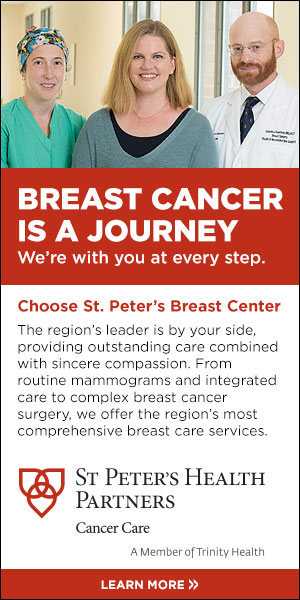 BREAST CANCER
IS A JOURNEY
We're with you at every step.
Choose St. Peter's Breast Center
The region's leader is by your side,
providing outstanding care combined
with sincere compassion. From
routine mammograms and integrated
care to complex breast cancer
surgery, we offer the region's most
comprehensive breast care services.
ST PETER'S HEALTH
PARTNERS
Cancer Care
A Member of Trinity Health
LEARN MORE »